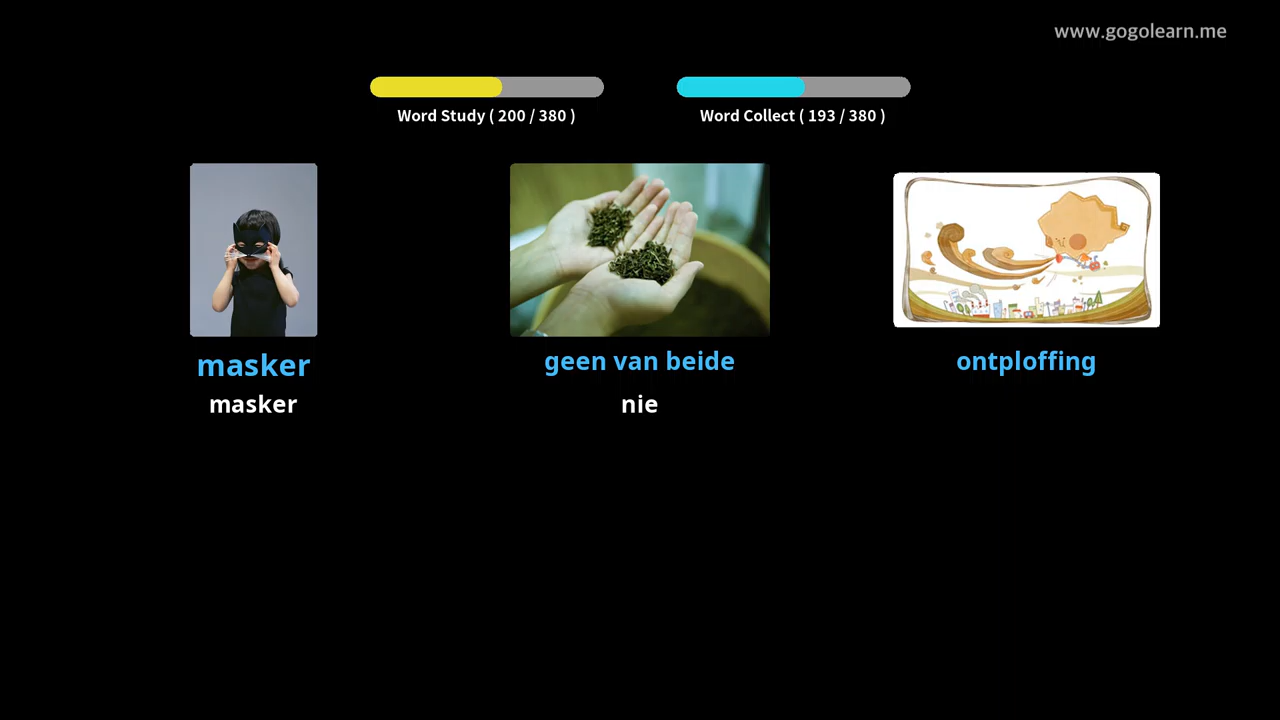 www.gogolearn.me
Word Study ( 200 / 380 )
Word Collect ( 193 / 380 )
masker
masker
geen van beide
nie
ontploffing